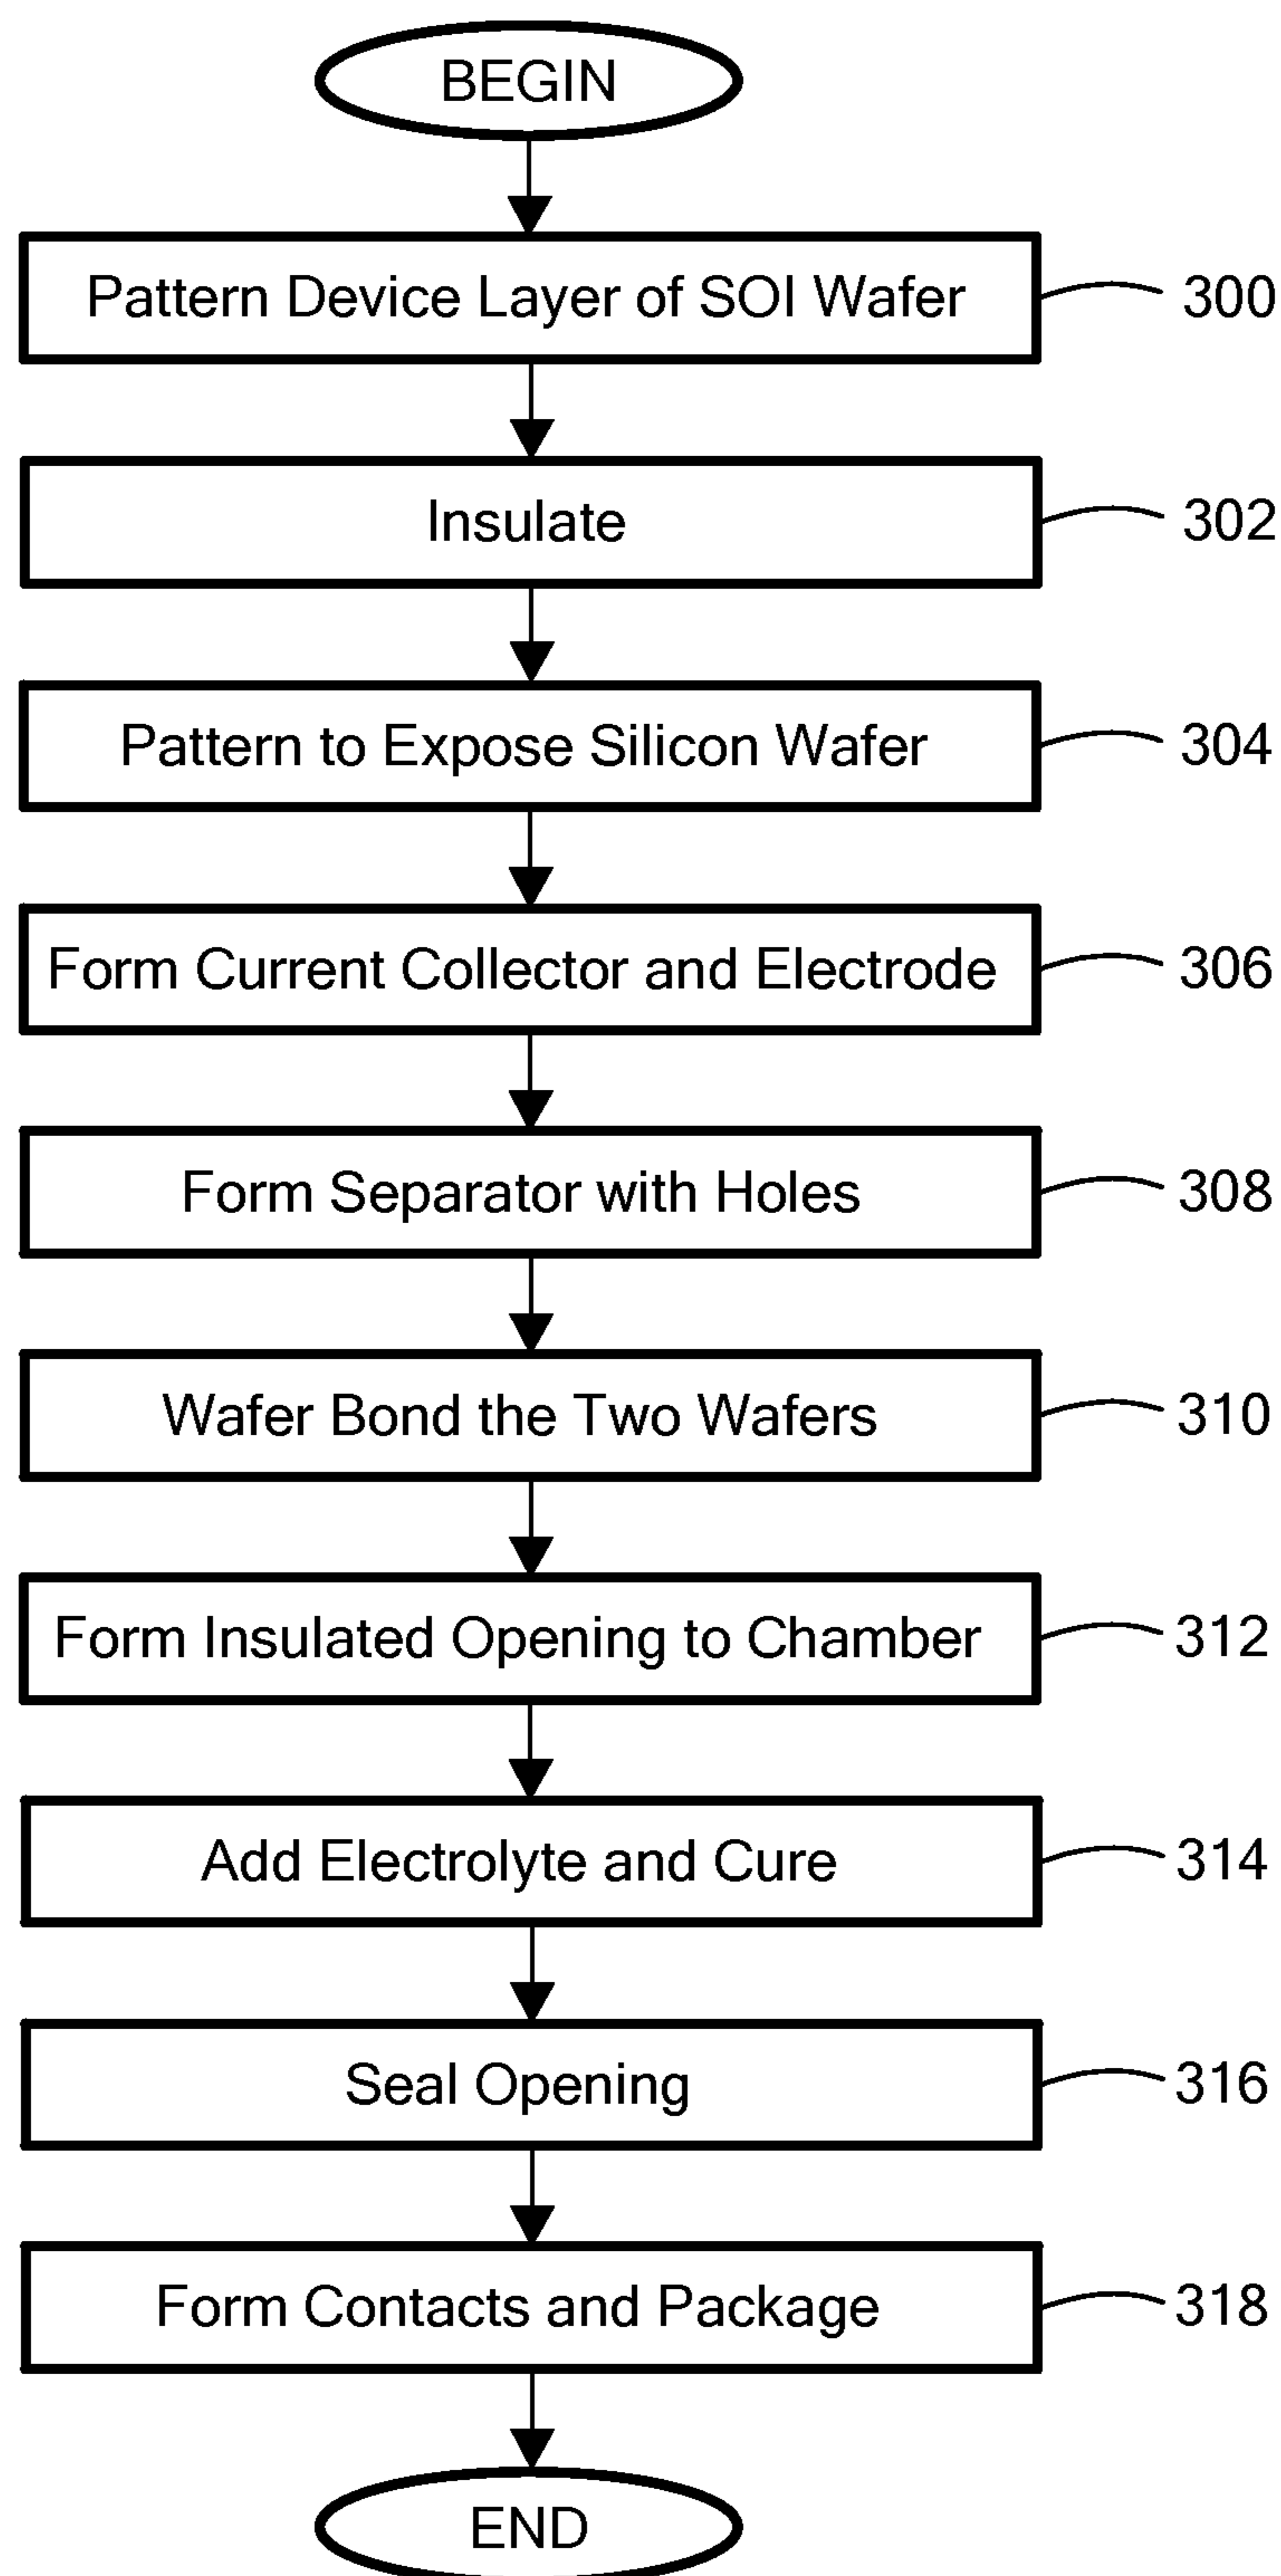 BEGIN
Pattern Device Layer of SOI Wafer 300
Insulate 302
Pattern to Expose Silicon Wafer 304
Form Current Collector and Electrode 306
Form Separator with Holes 308
Wafer Bond the Two Wafers 310
Form Insulated Opening to Chamber 312
Add Electrolyte and Cure 314
Seal Opening 316
Form Contacts and Package 318
END